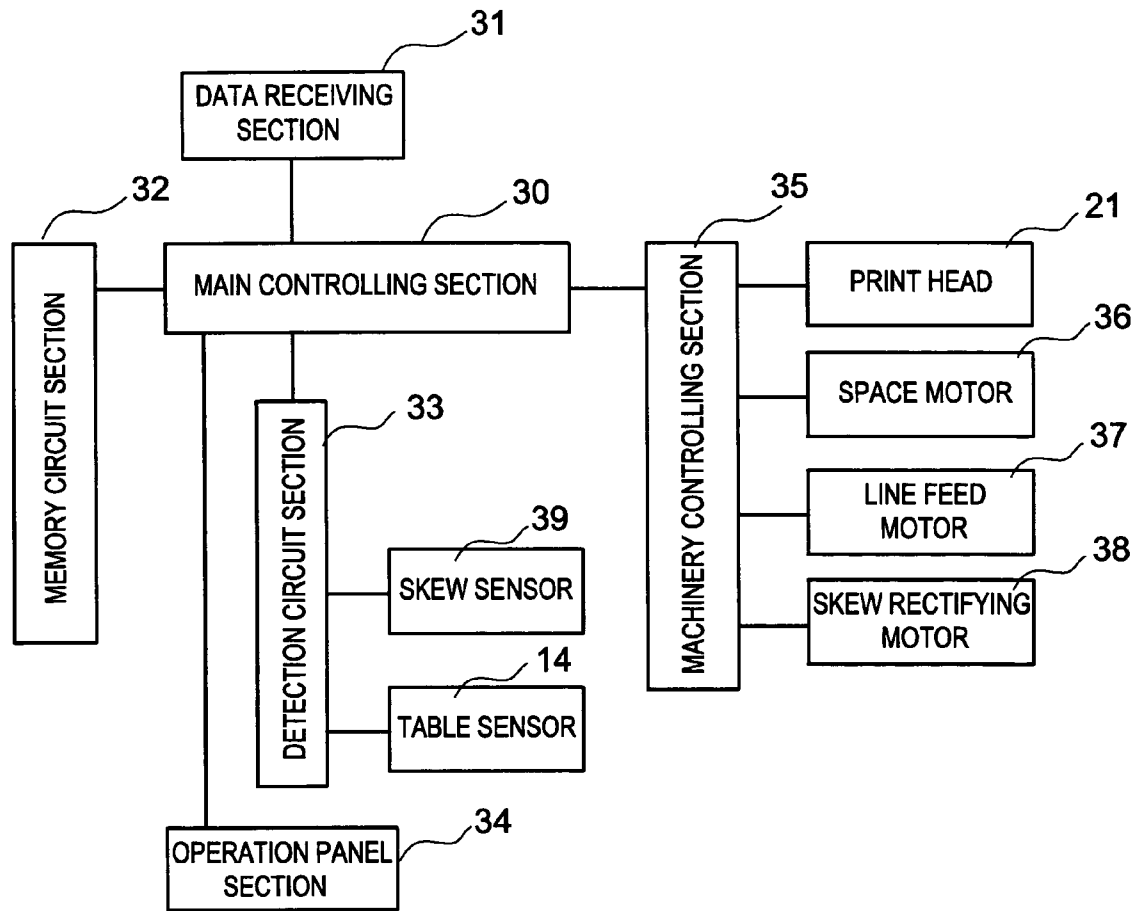 31
DATA RECEIVING
SECTION
32
30
35
21
MAIN CONTROLLING SECTION
PRINT HEAD
MEMORY CIRCUIT SECTION
MACHINERY CONTROLLING SECTION
36
SPACE MOTOR
33
DETECTION CIRCUIT SECTION
37
LINE FEED
MOTOR
39
SKEW SENSOR
38
SKEW RECTIFYING
MOTOR
14
TABLE SENSOR
34
OPERATION PANEL
SECTION